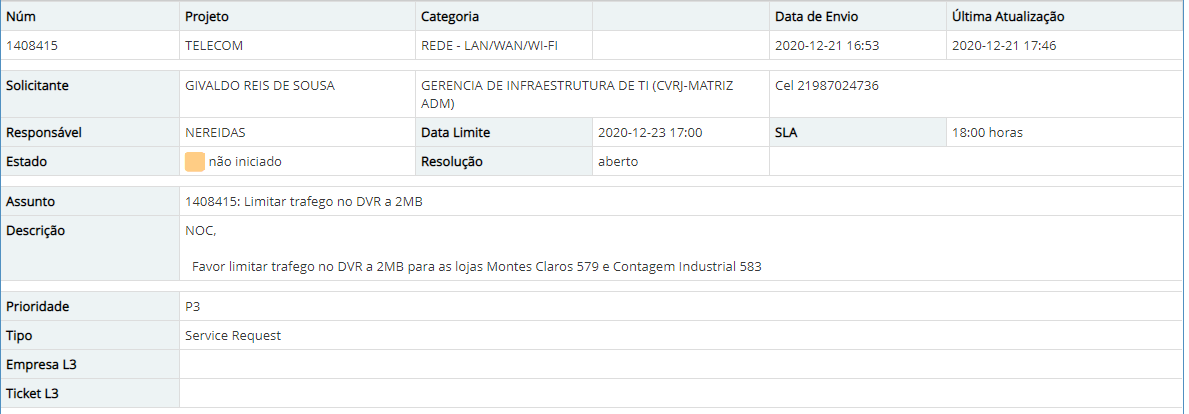 Núm Projeto Categoria Data de Envio Última Atualização
1408415 TELECOM REDE - LAN/WAN/WI-FI 2020-12-21 16:53 2020-12-21 17:46
Solicitante GIVALDO REIS DE SOUSA GERENCIA DE INFRAESTRUTURA DE TI (CVRJ-MATRIZ Cel 21987024736
ADM)
Responsável NEREIDAS Data Limite 2020-12-23 17:00 SLA 18:00 horas
Estado não iniciado Resolução aberto
Assunto 1408415: Limitar trafego no DVR a 2MB
Descrição NOC,
Favor limitar trafego no DVR a 2MB para as lojas Montes Claros 579 e Contagem Industrial 583
Prioridade P3
Tipo Service Request
Empresa L3
Ticket L3